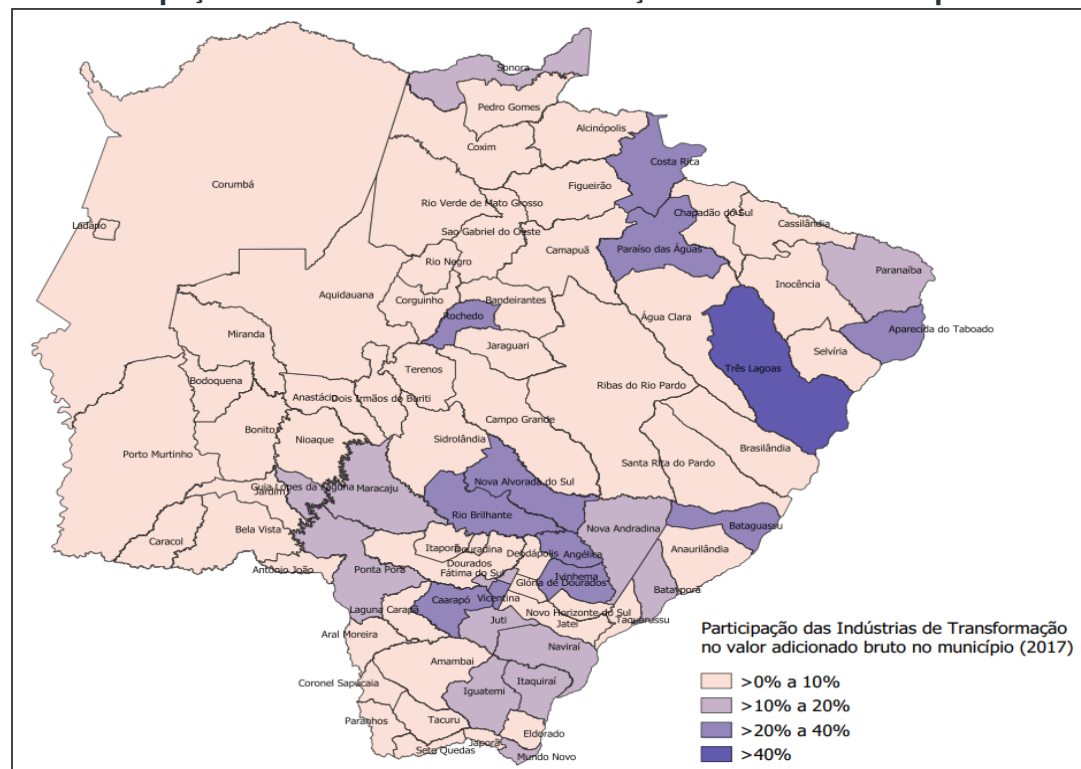 Sonora
Pedro Gomes
Alcinópolis
Coxim
Costa Rica
Corumbá
Figueirão
Rio Verde de Mato Grosso
Chapadão do Sul
Cassilândia
Ladário
Sao Gabriel do Oeste
Camapuã
Paraíso das Águas
Rio Negro
Paranaíba
Inocência
Aquidauana
Corguinho
Bandeirantes
Rochedo
Água Clara
Aparecida do Taboado
Miranda
Jaraguari
Selvíria
Terenos
Três Lagoas
Bodoquena
Ribas do Rio Pardo
Anastácio
Dois Irmãos do Buriti
Campo Grande
Bonito
Nioaque
Sidrolândia
Brasilândia
Porto Murtinho
Santa Rita do Pardo
Nova Alvorada do Sul
Guia Lopes da Laguna
Maracaju
Jardim
Rio Brilhante
Nova Andradina
Bataguassu
Bela Vista
Caracol
Itaporã
Douradina
Deodápolis
Angélica
Anaurilândia
Antônio João
Ponta Porã
Dourados
Fátima do Sul
Ivinhema
Glória de Dourados
Batayporã
Caarapó
Vicentina
Laguna Carapã
Novo Horizonte do Sul
Juti
Jateí
Taquarussu
Aral Moreira
Naviraí
Amambai
Coronel Sapucaia
Iguatemi
Itaquiraí
Paranhos
Tacuru
Eldorado
Japorã
Sete Quedas
Mundo Novo
Participação das Indústrias de Transformação
no valor adicionado bruto no município (2017)
>0% a 10%
>10% a 20%
>20% a 40%
>40%